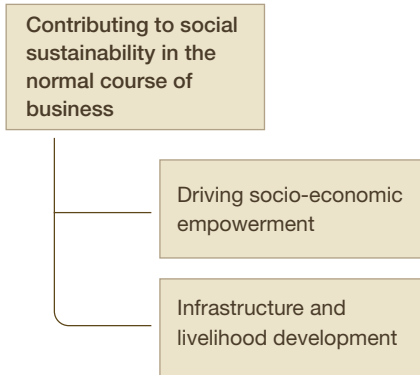 Contributing to social
sustainability in the
normal course of
business
Driving socio-economic
empowerment
Infrastructure and
livelihood development